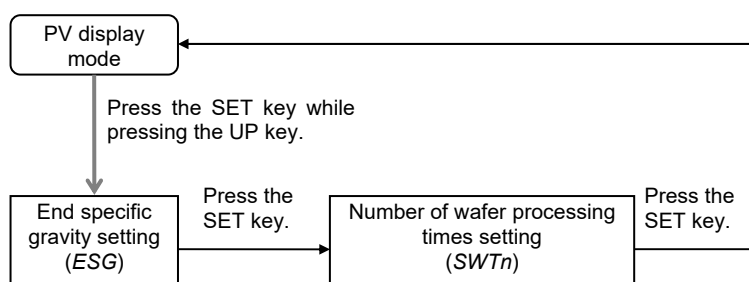 PV display
mode
Press the SET key while
pressing the UP key.
End specific
gravity setting
(ESG)
Press the
SET key.
Number of wafer processing
times setting
(SWTn)
Press the
SET key.